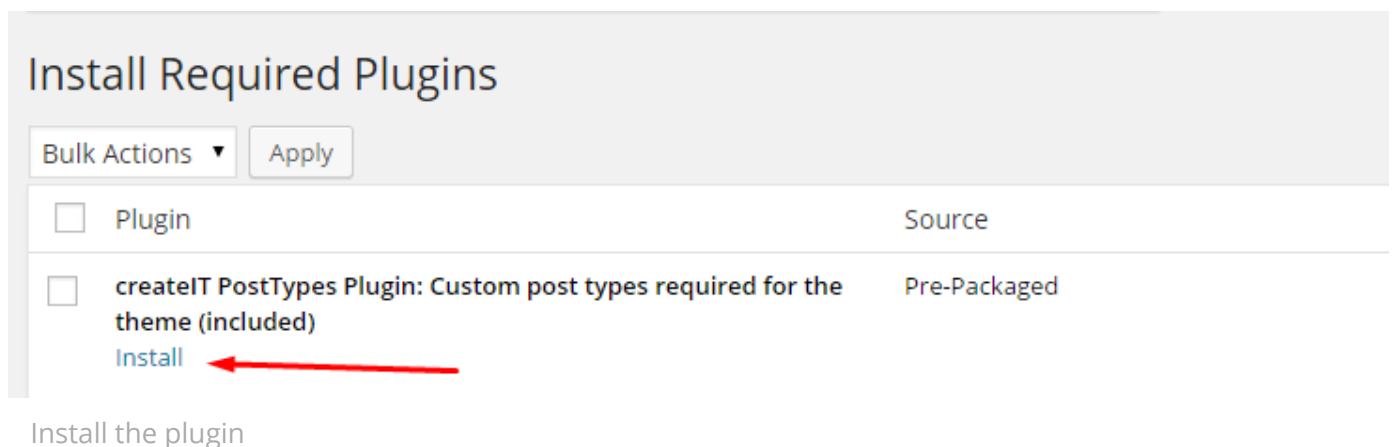 Install Required Plugins
Bulk Actions Apply
Plugin Source
createIT PostTypes Plugin: Custom post types required for the Pre-Packaged
theme (included)
Install
Install the plugin